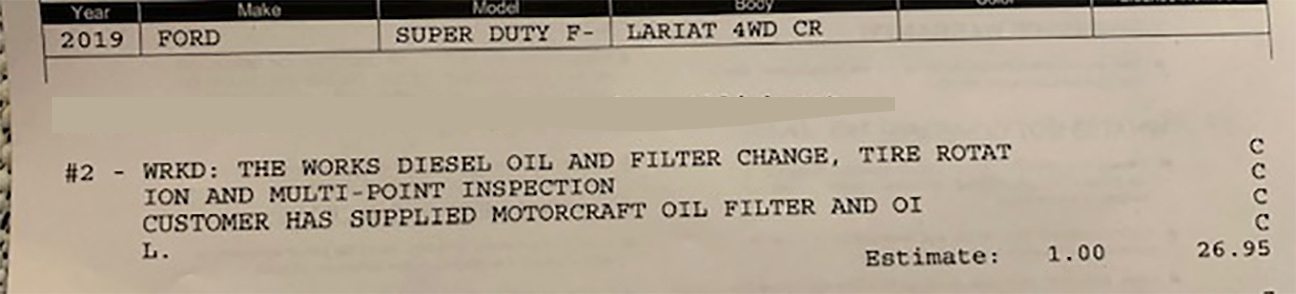 Year Make Model Body
2019 FORD SUPER DUTY F- LARIAT 4WD CR
#2 - WRKD: THE WORKS DIESEL OIL AND FILTER CHANGE, TIRE ROTAT C
ION AND MULTI-POINT INSPECTION C
CUSTOMER HAS SUPPLIED MOTORCRAFT OIL FILTER AND OI C
L. C
Estimate: 1.00 26.95